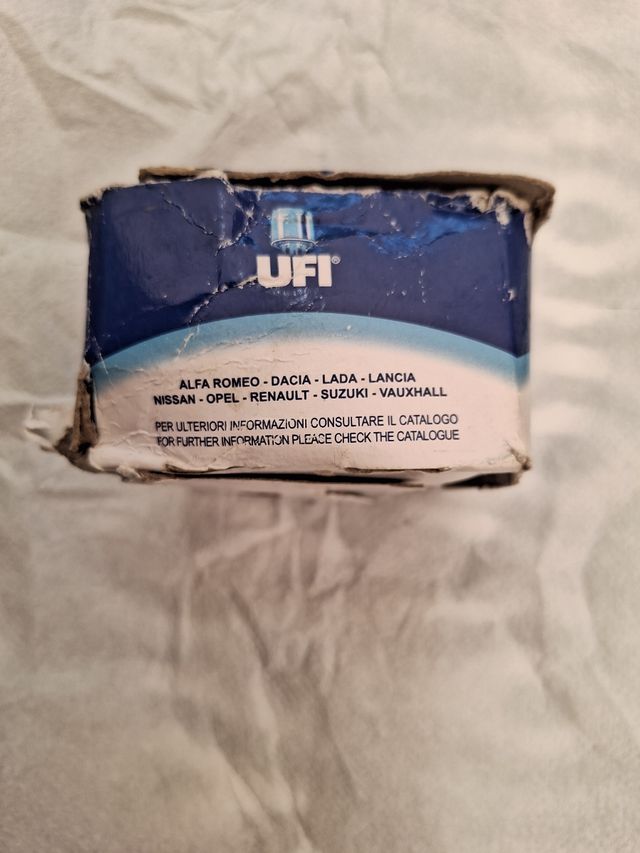 UFI®
ALFA ROMEO - DACIA - LADA - LANCIA
NISSAN - OPEL - RENAULT - SUZUKI - VAUXHALL
PER ULTERIORI INFORMAZIONI CONSULTARE IL CATALOGO
FOR FURTHER INFORMATION PLEASE CHECK THE CATALOGUE